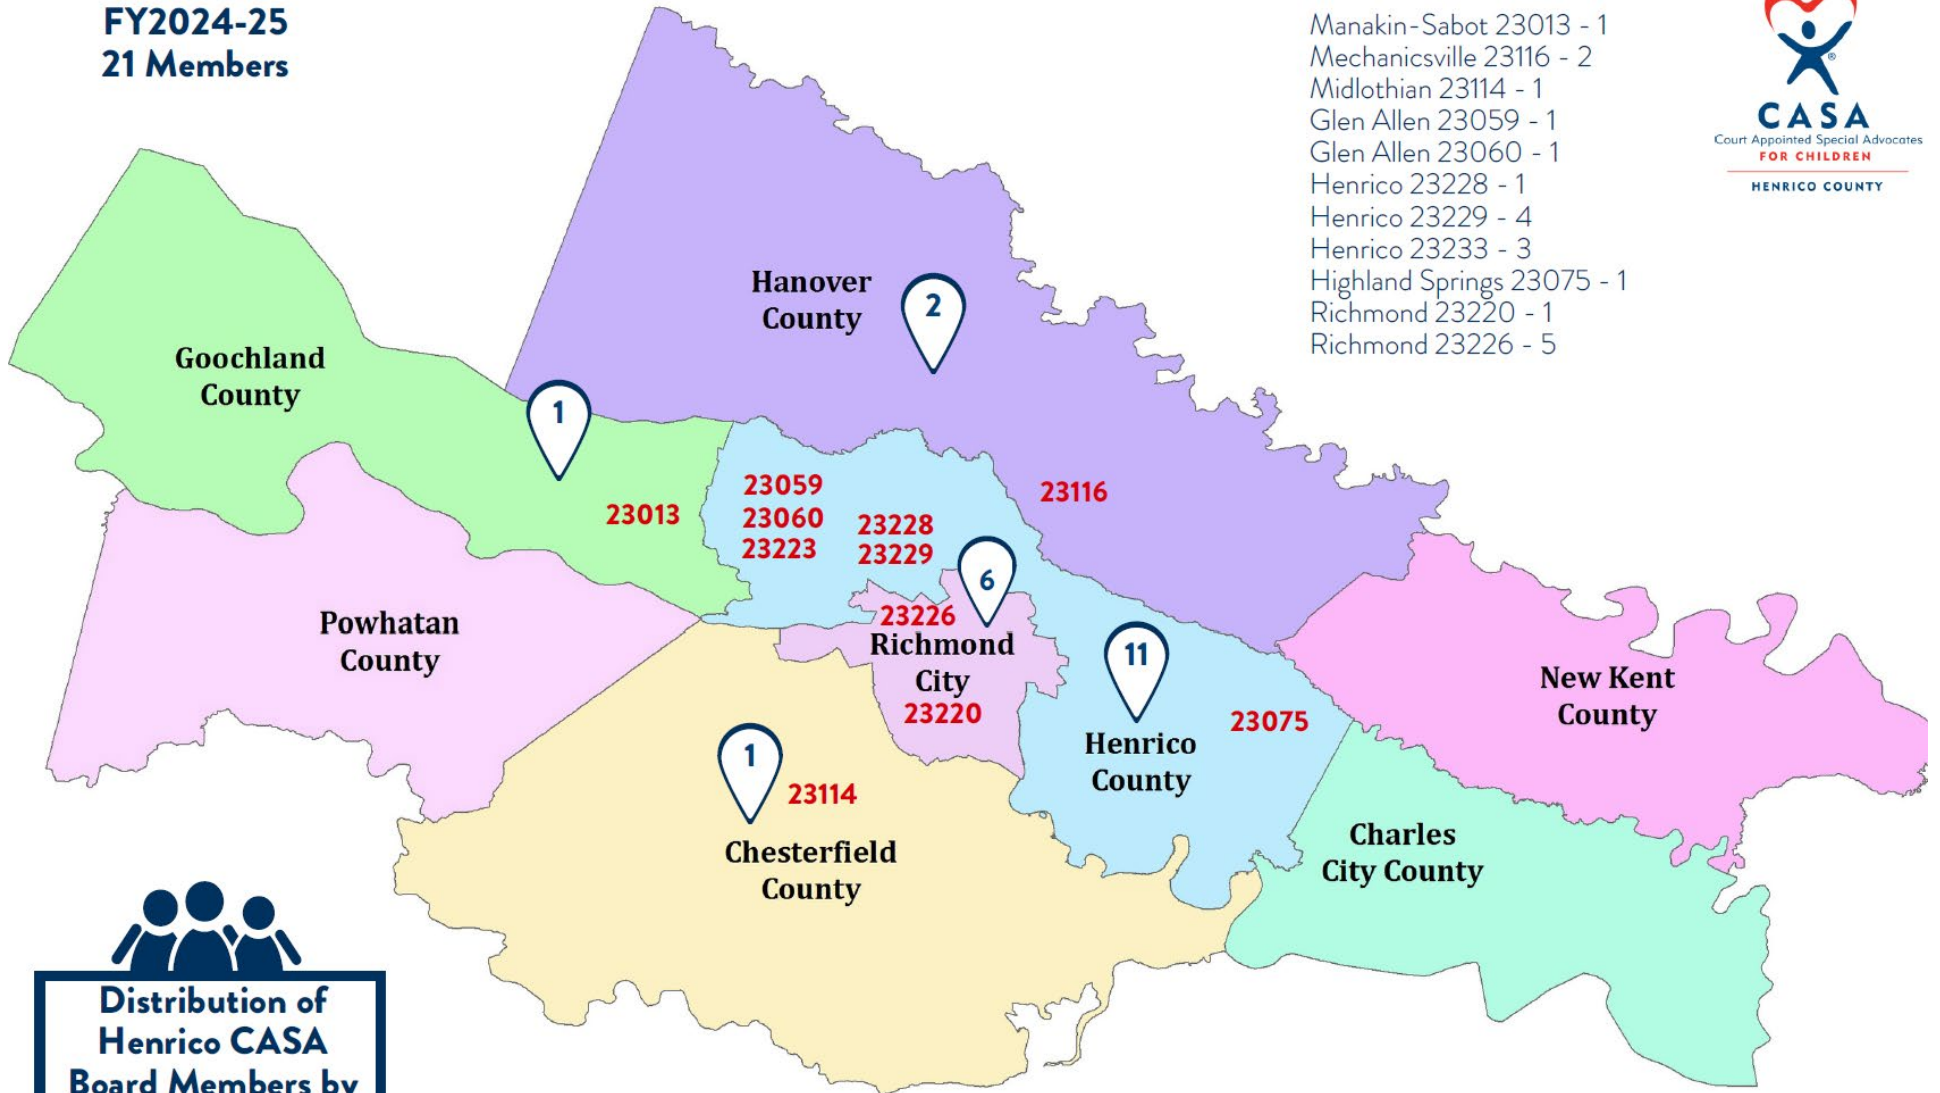 FY2024-25
21 Members
Manakin-Sabot 23013 - 1
Mechanicsville 23116 - 2
Midlothian 23114 - 1
Glen Allen 23059 - 1
Glen Allen 23060 - 1
Henrico 23228 - 1
Henrico 23229 - 4
Henrico 23233 - 3
Highland Springs 23075 - 1
Richmond 23220 - 1
Richmond 23226 - 5
®
CASA
Court Appointed Special Advocates
FOR CHILDREN
HENRICO COUNTY
Hanover
County
2
Goochland
County
1
23013
23059
23060
23223
23228
23229
23116
6
23226
Richmond
City
23220
Powhatan
County
11
Henrico
County
23075
New Kent
County
1
23114
Chesterfield
County
Charles
City County
Distribution of
Henrico CASA
Board Members by